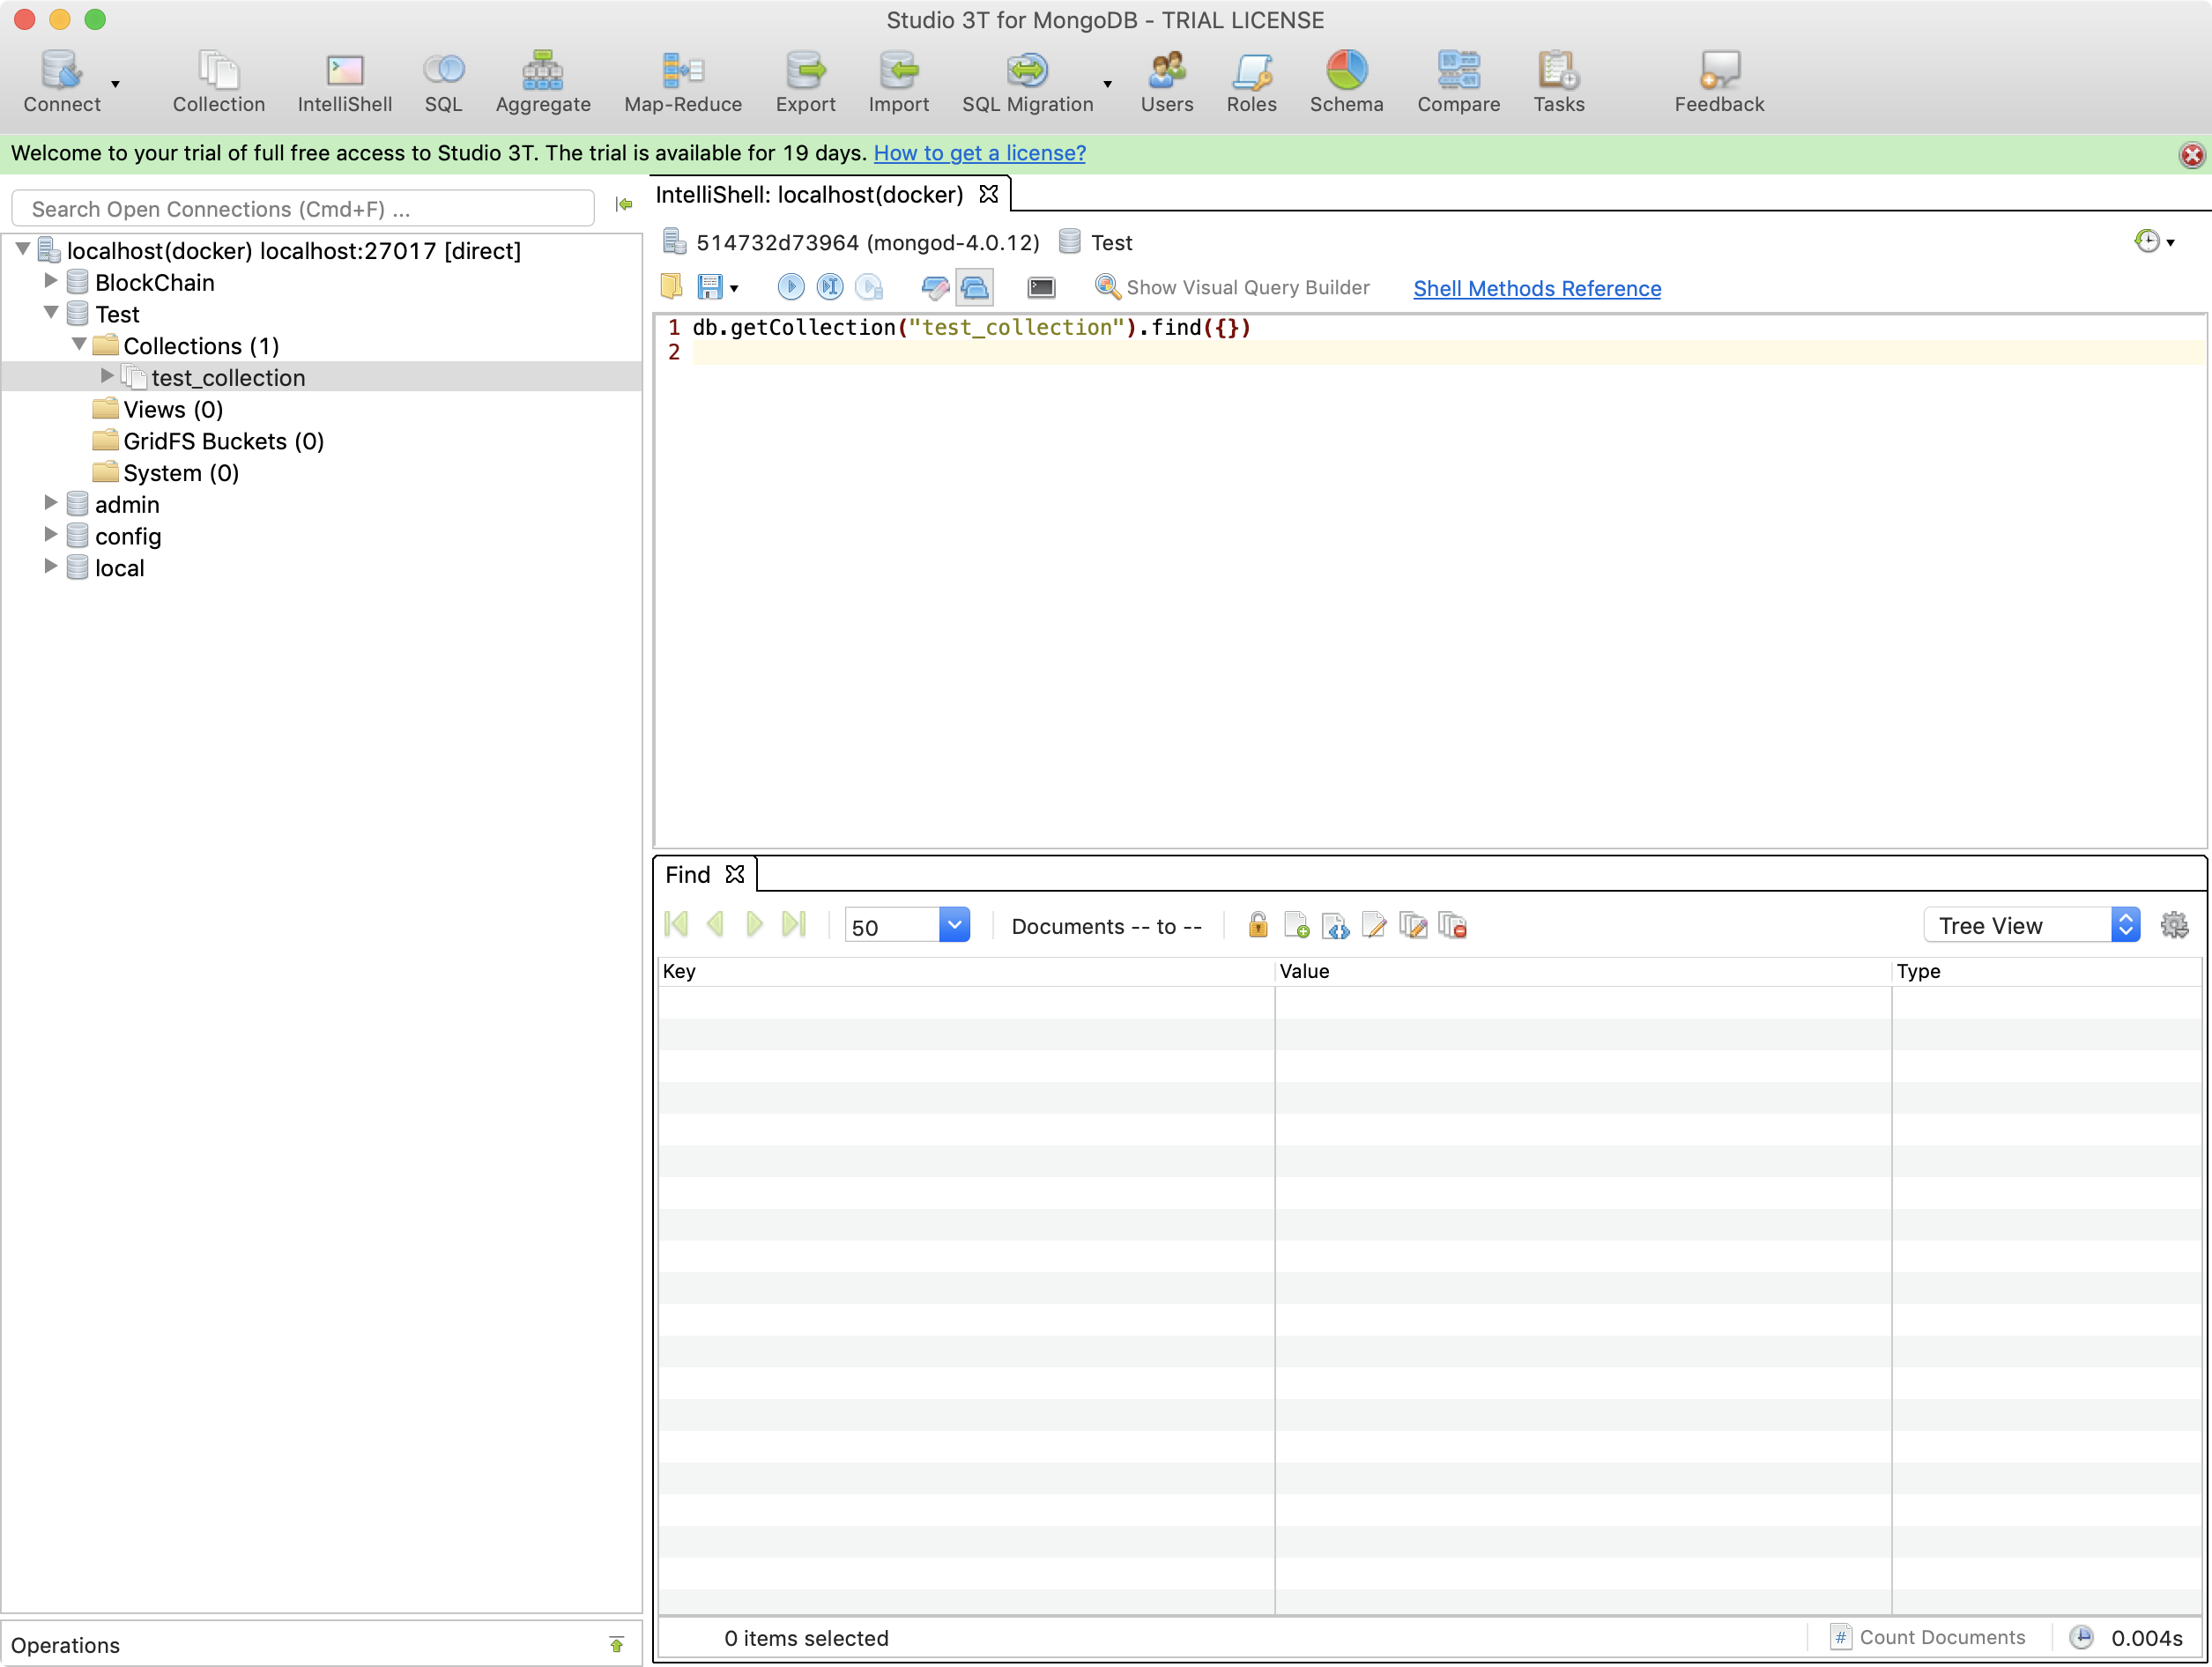 Studio 3T for MongoDB - TRIAL LICENSE
Connect Collection IntelliShell SQL Aggregate Map-Reduce Export Import SQL Migration Users Roles Schema Compare Tasks Feedback
Welcome to your trial of full free access to Studio 3T. The trial is available for 19 days. How to get a license?
Search Open Connections (Cmd+F) ...
localhost(docker) localhost:27017 [direct]
BlockChain
Test
Collections (1)
test_collection
Views (0)
GridFS Buckets (0)
System (0)
admin
config
local
Operations
IntelliShell: localhost(docker)
514732d73964 (mongod-4.0.12) Test
Show Visual Query Builder Shell Methods Reference
1 db.getCollection("test_collection").find({})
2
Find
50 Documents -- to -- Tree View
Key Value Type
0 items selected # Count Documents 0.004s